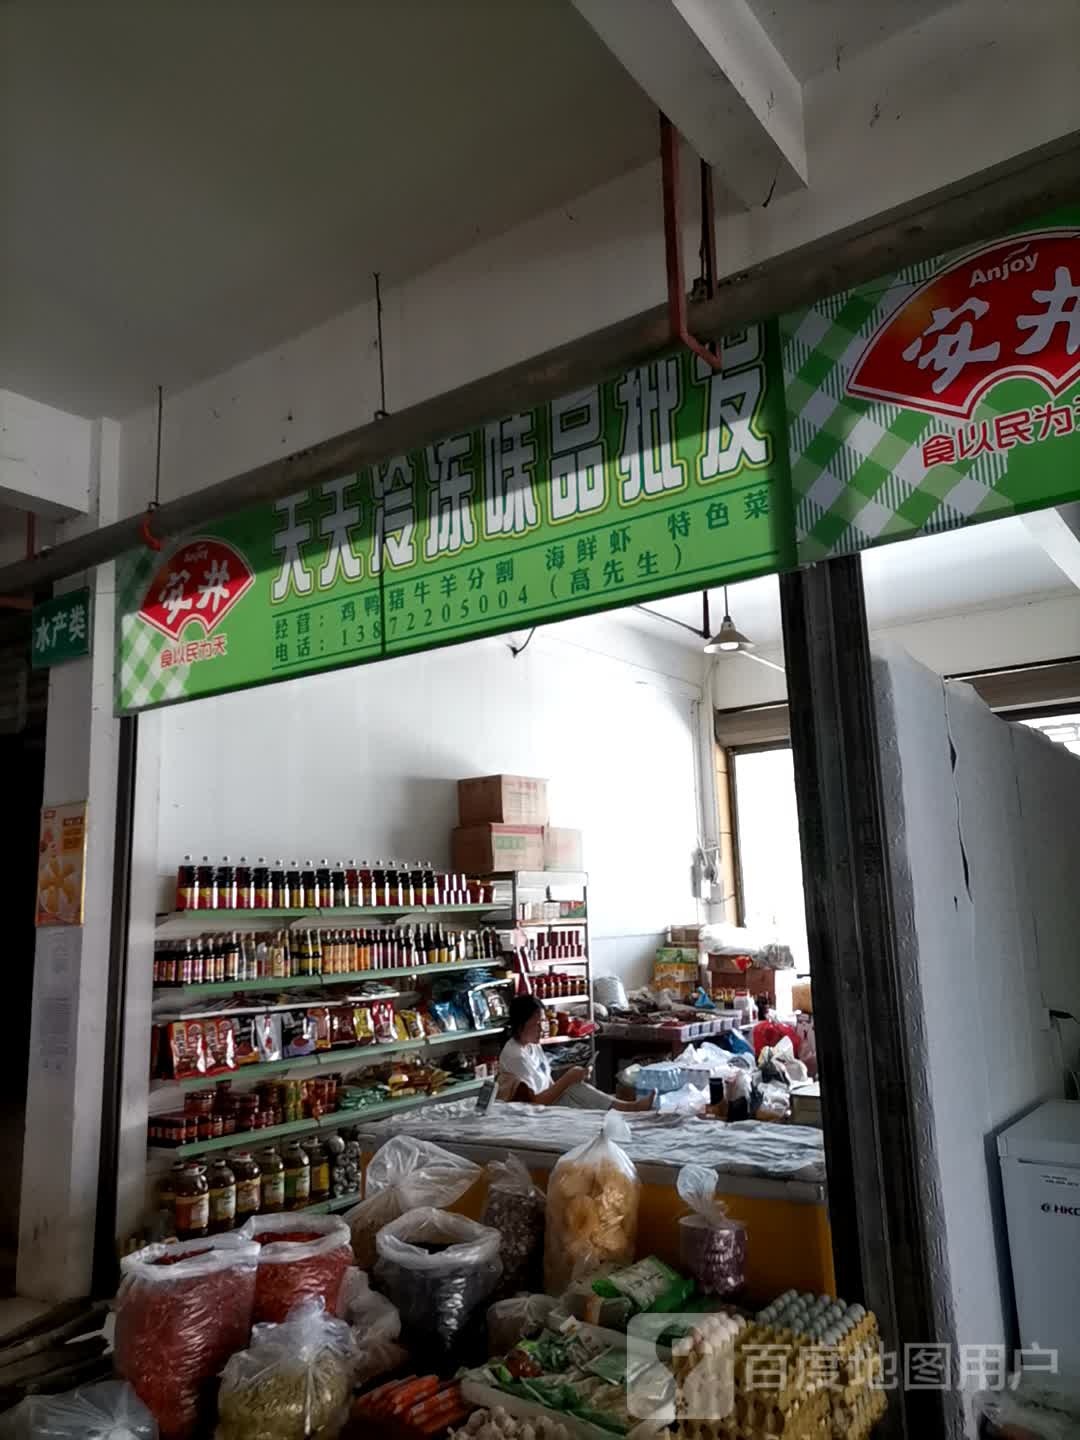 Anjoy
安井
食以民为天
天天冷冻味品批发
经营：鸡鸭猪牛羊分割 海鲜虾 特色菜
电话：13872205004（高先生）
Anjoy
安井
食以民为天
水产类
百度地图用户